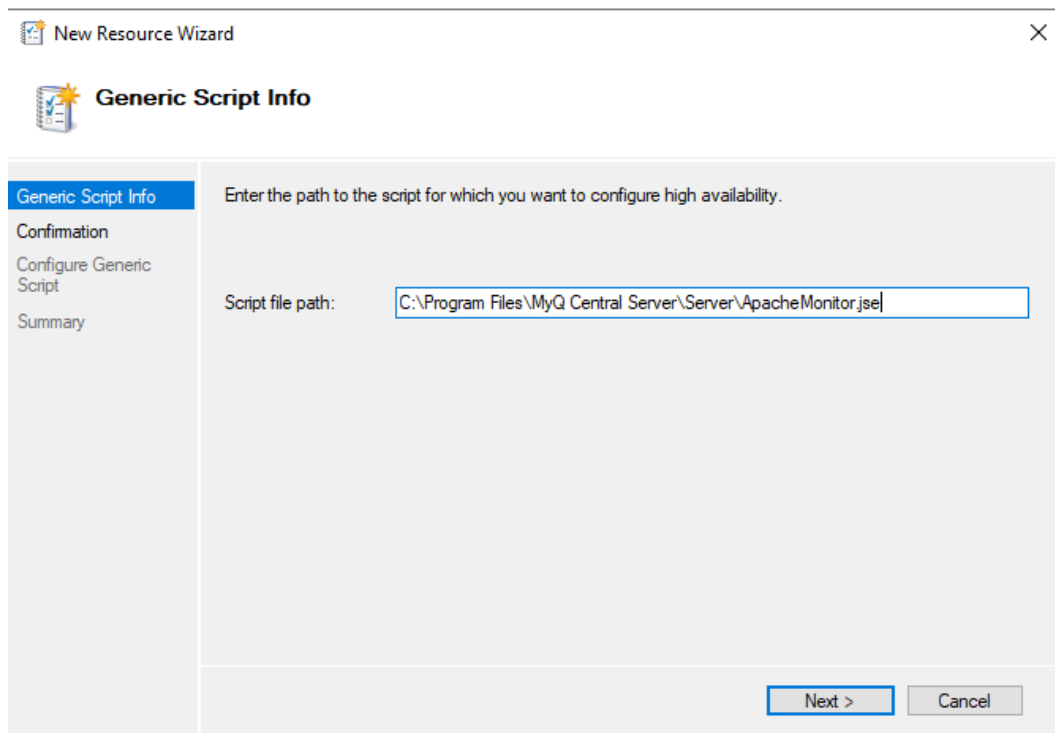 New Resource Wizard
Generic Script Info
Generic Script Info
Confirmation
Configure Generic
Script
Summary
Enter the path to the script for which you want to configure high availability.
Script file path:
C:\Program Files\MyQ Central Server\Server\ApacheMonitor.jse
Next >
Cancel